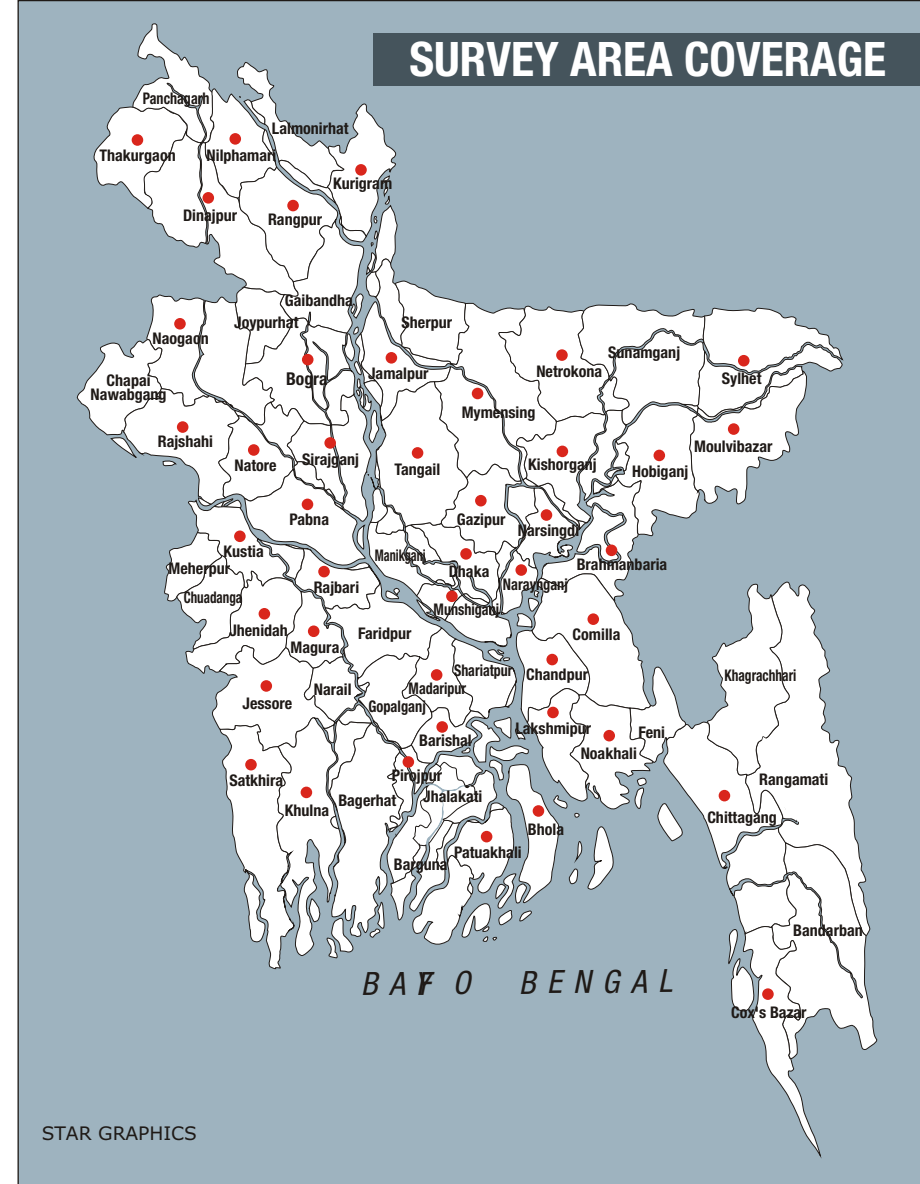 SURVEY AREA COVERAGE
Panchagarh
Lalmonirhat
Thakurgaon
Nilphamari
Kurigram
Dinajpur
Rangpur
Gaibandha
Joypurhat
Sherpur
Naogaon
Sunamganj
Jamalpur
Netrokona
Bogra
Sylhet
Chapai
Nawabgang
Mymensing
Rajshahi
Moulvibazar
Natore
Sirajganj
Tangail
Kishorganj
Hobiganj
Pabna
Gazipur
Narsingdi
Kustia
Manikganj
Meherpur
Dhaka
Brahmanbaria
Rajbari
Naraynganj
Chuadanga
Munshiganj
Jhenidah
Faridpur
Comilla
Magura
Shariatpur
Chandpur
Khagrachhari
Narail
Madaripur
Jessore
Gopalganj
Lakshmipur
Feni
Barishal
Noakhali
Pirojpur
Satkhira
Rangamati
Jhalakati
Bagerhat
Khulna
Chittagang
Bhola
Patuakhali
Barguna
Bandarban
BAYF O BENGAL
Cox's Bazar
STAR GRAPHICS